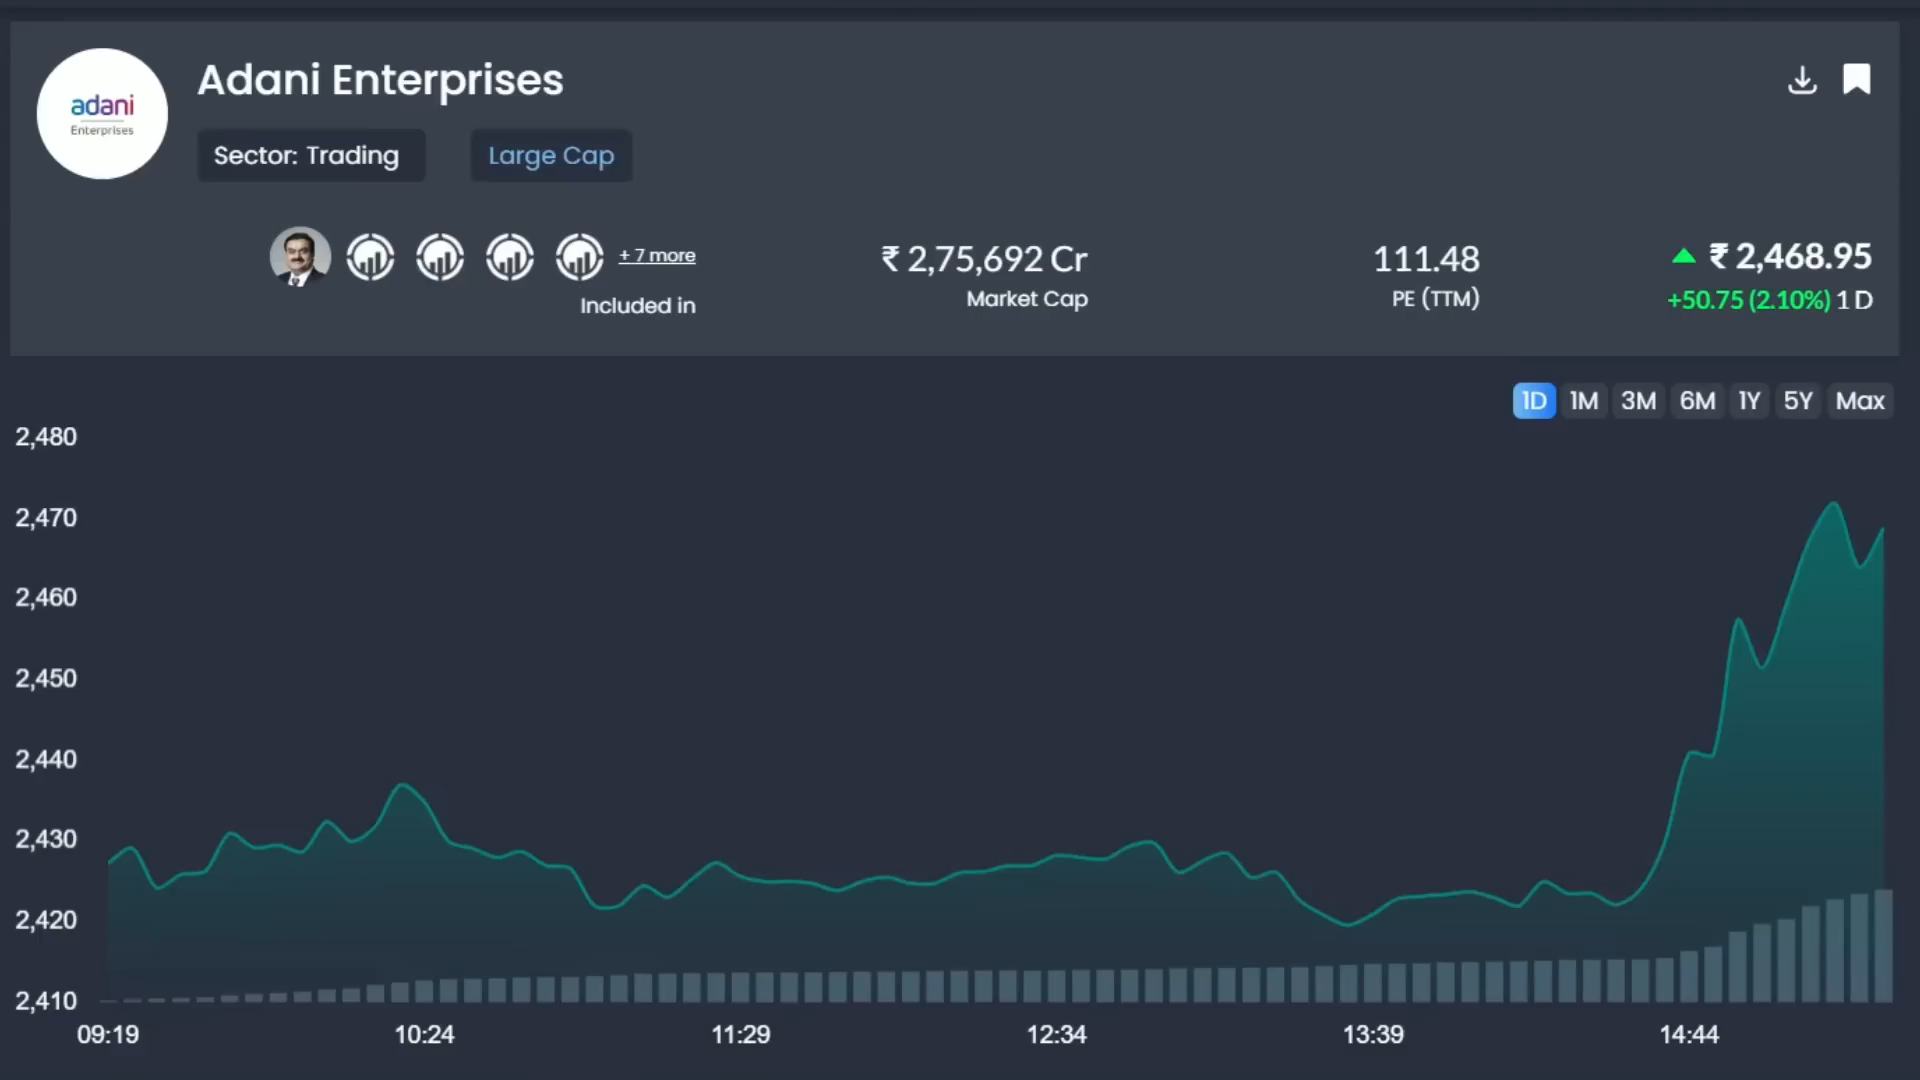 adani
Enterprises
Adani Enterprises
Sector: Trading
Large Cap
+ 7 more
Included in
₹ 2,75,692 Cr
Market Cap
111.48
PE (TTM)
₹ 2,468.95
+50.75 (2.10%) 1 D
1D 1M 3M 6M 1Y 5Y Max
2,480
2,470
2,460
2,450
2,440
2,430
2,420
2,410
09:19 10:24 11:29 12:34 13:39 14:44